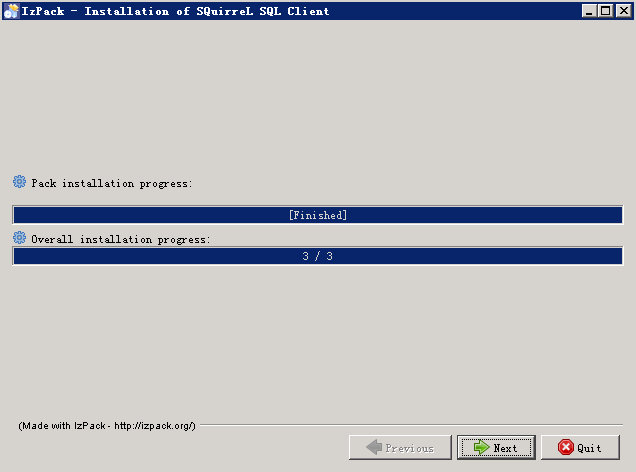 IzPack - Installation of SQuirreL SQL Client
Pack installation progress:
[Finished]
Overall installation progress:
3 / 3
(Made with IzPack - http://izpack.org/)
Previous Next Quit